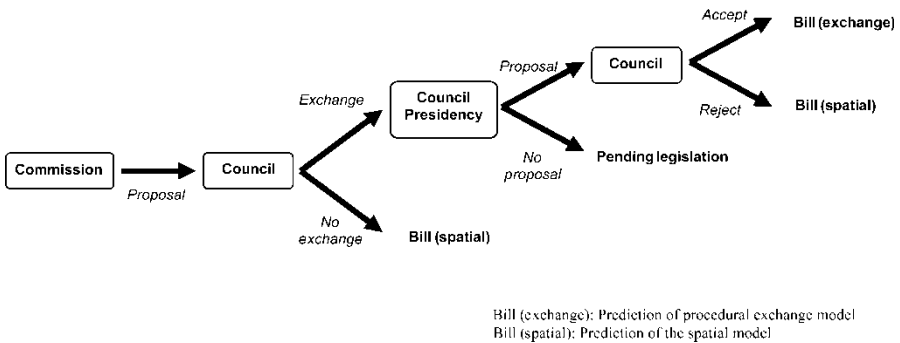 Commission
Proposal
Council
Exchange
No
exchange
Bill (spatial)
Council
Presidency
Proposal
No
proposal
Pending legislation
Council
Accept
Reject
Bill (exchange)
Bill (spatial)
Bill (exchange): Prediction of procedural exchange model
Bill (spatial): Prediction of the spatial model